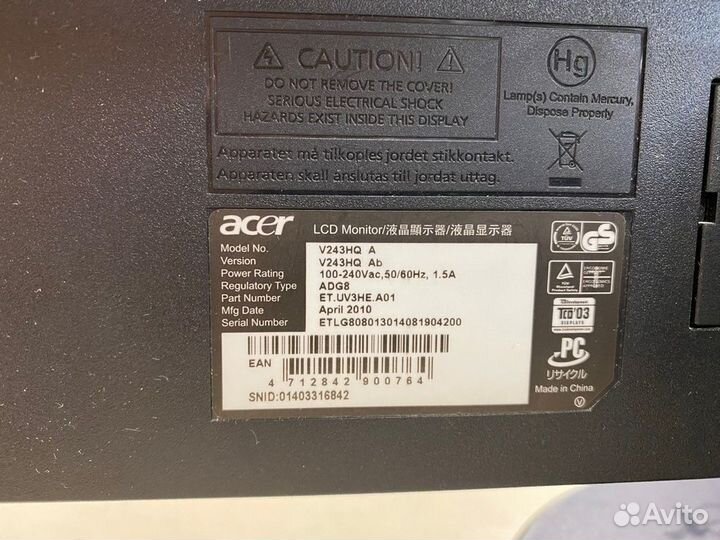 CAUTION!
DO NOT REMOVE THE COVER!
SERIOUS ELECTRICAL SHOCK
HAZARDS EXIST INSIDE THIS DISPLAY
Hg
Lamp(s) Contain Mercury,
Dispose Properly
Apparatet må tilkoples jordet stikkontakt.
Apparaten skall anslutas till jordat uttag.
acer LCD Monitor/液晶顯示器/液晶显示器
Model No. V243HQ A
Version V243HQ Ab
Power Rating 100-240Vac,50/60Hz, 1.5A
Regulatory Type ADG8
Part Number ET.UV3HE.A01
Mfg Date April 2010
Serial Number ETLG808013014081904200
EAN
4 712842 900764
SNID:01403316842
TÜV
GS
TCO'03
DISPLAYS
PC
リサイクル
Made in China
V
Avito